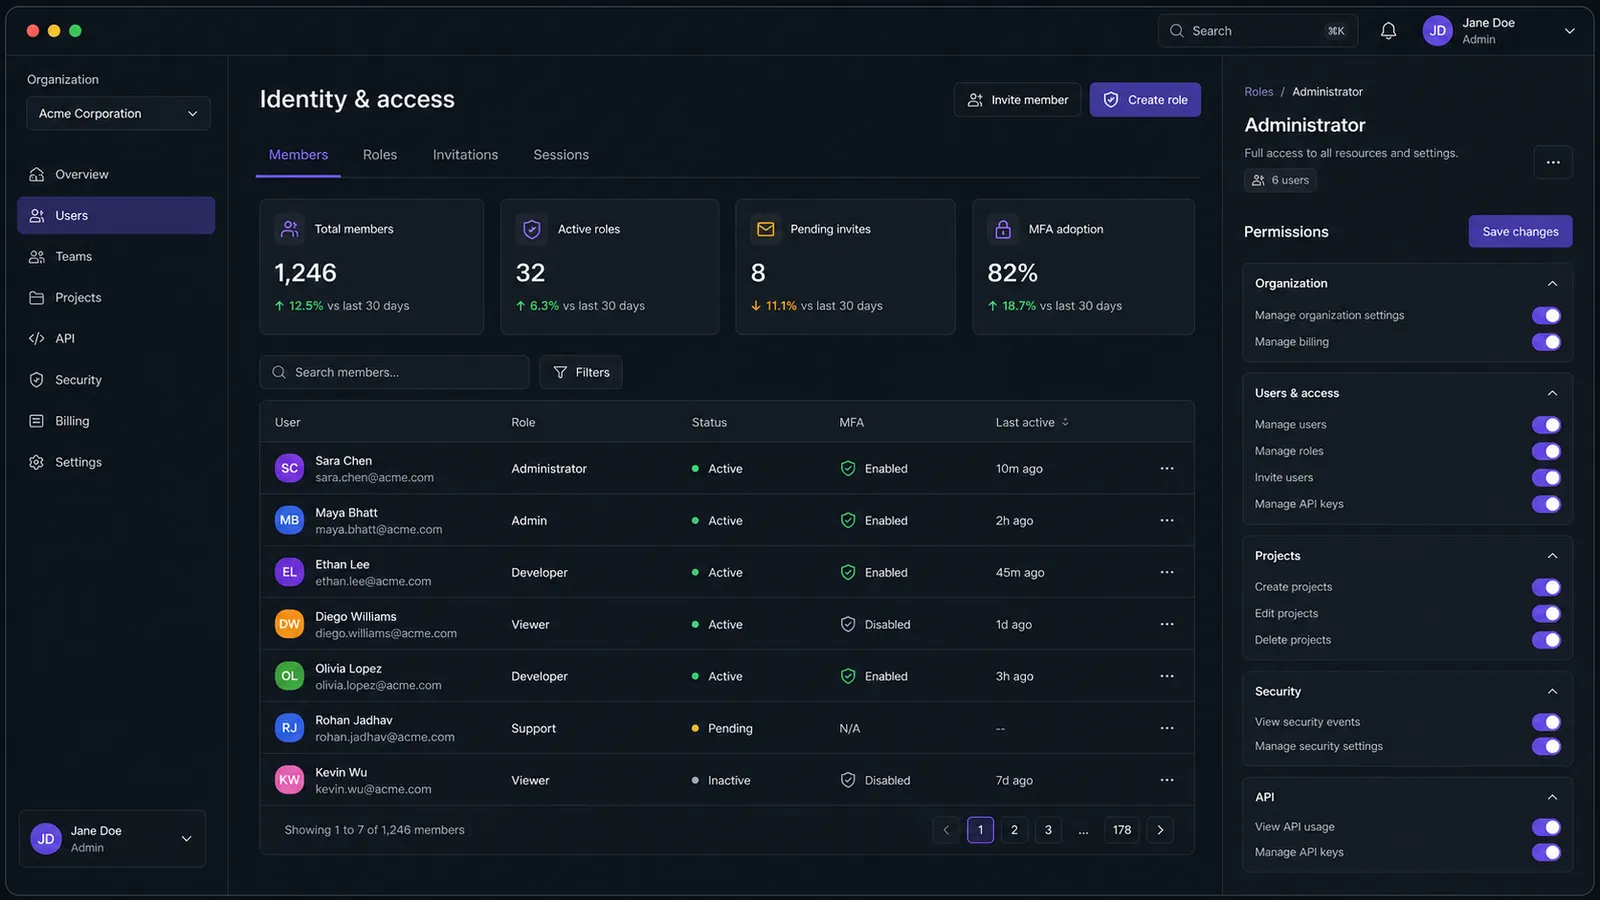 Search ⌘K
JD Jane Doe
Admin
Organization
Acme Corporation
Overview
Users
Teams
Projects
API
Security
Billing
Settings
JD Jane Doe
Admin
Identity & access
Invite member
Create role
Members Roles Invitations Sessions
Total members
1,246
↑ 12.5% vs last 30 days
Active roles
32
↑ 6.3% vs last 30 days
Pending invites
8
↓ 11.1% vs last 30 days
MFA adoption
82%
↑ 18.7% vs last 30 days
Search members...
Filters
User Role Status MFA Last active
SC Sara Chen Administrator Active Enabled 10m ago ...
sara.chen@acme.com
MB Maya Bhatt Admin Active Enabled 2h ago ...
maya.bhatt@acme.com
EL Ethan Lee Developer Active Enabled 45m ago ...
ethan.lee@acme.com
DW Diego Williams Viewer Active Disabled 1d ago ...
diego.williams@acme.com
OL Olivia Lopez Developer Active Enabled 3h ago ...
olivia.lopez@acme.com
RJ Rohan Jadhav Support Pending N/A -- ...
rohan.jadhav@acme.com
KW Kevin Wu Viewer Inactive Disabled 7d ago ...
kevin.wu@acme.com
Showing 1 to 7 of 1,246 members
1 2 3 ... 178
Roles / Administrator
Administrator
Full access to all resources and settings.
6 users
...
Permissions
Save changes
Organization
Manage organization settings
Manage billing
Users & access
Manage users
Manage roles
Invite users
Manage API keys
Projects
Create projects
Edit projects
Delete projects
Security
View security events
Manage security settings
API
View API usage
Manage API keys